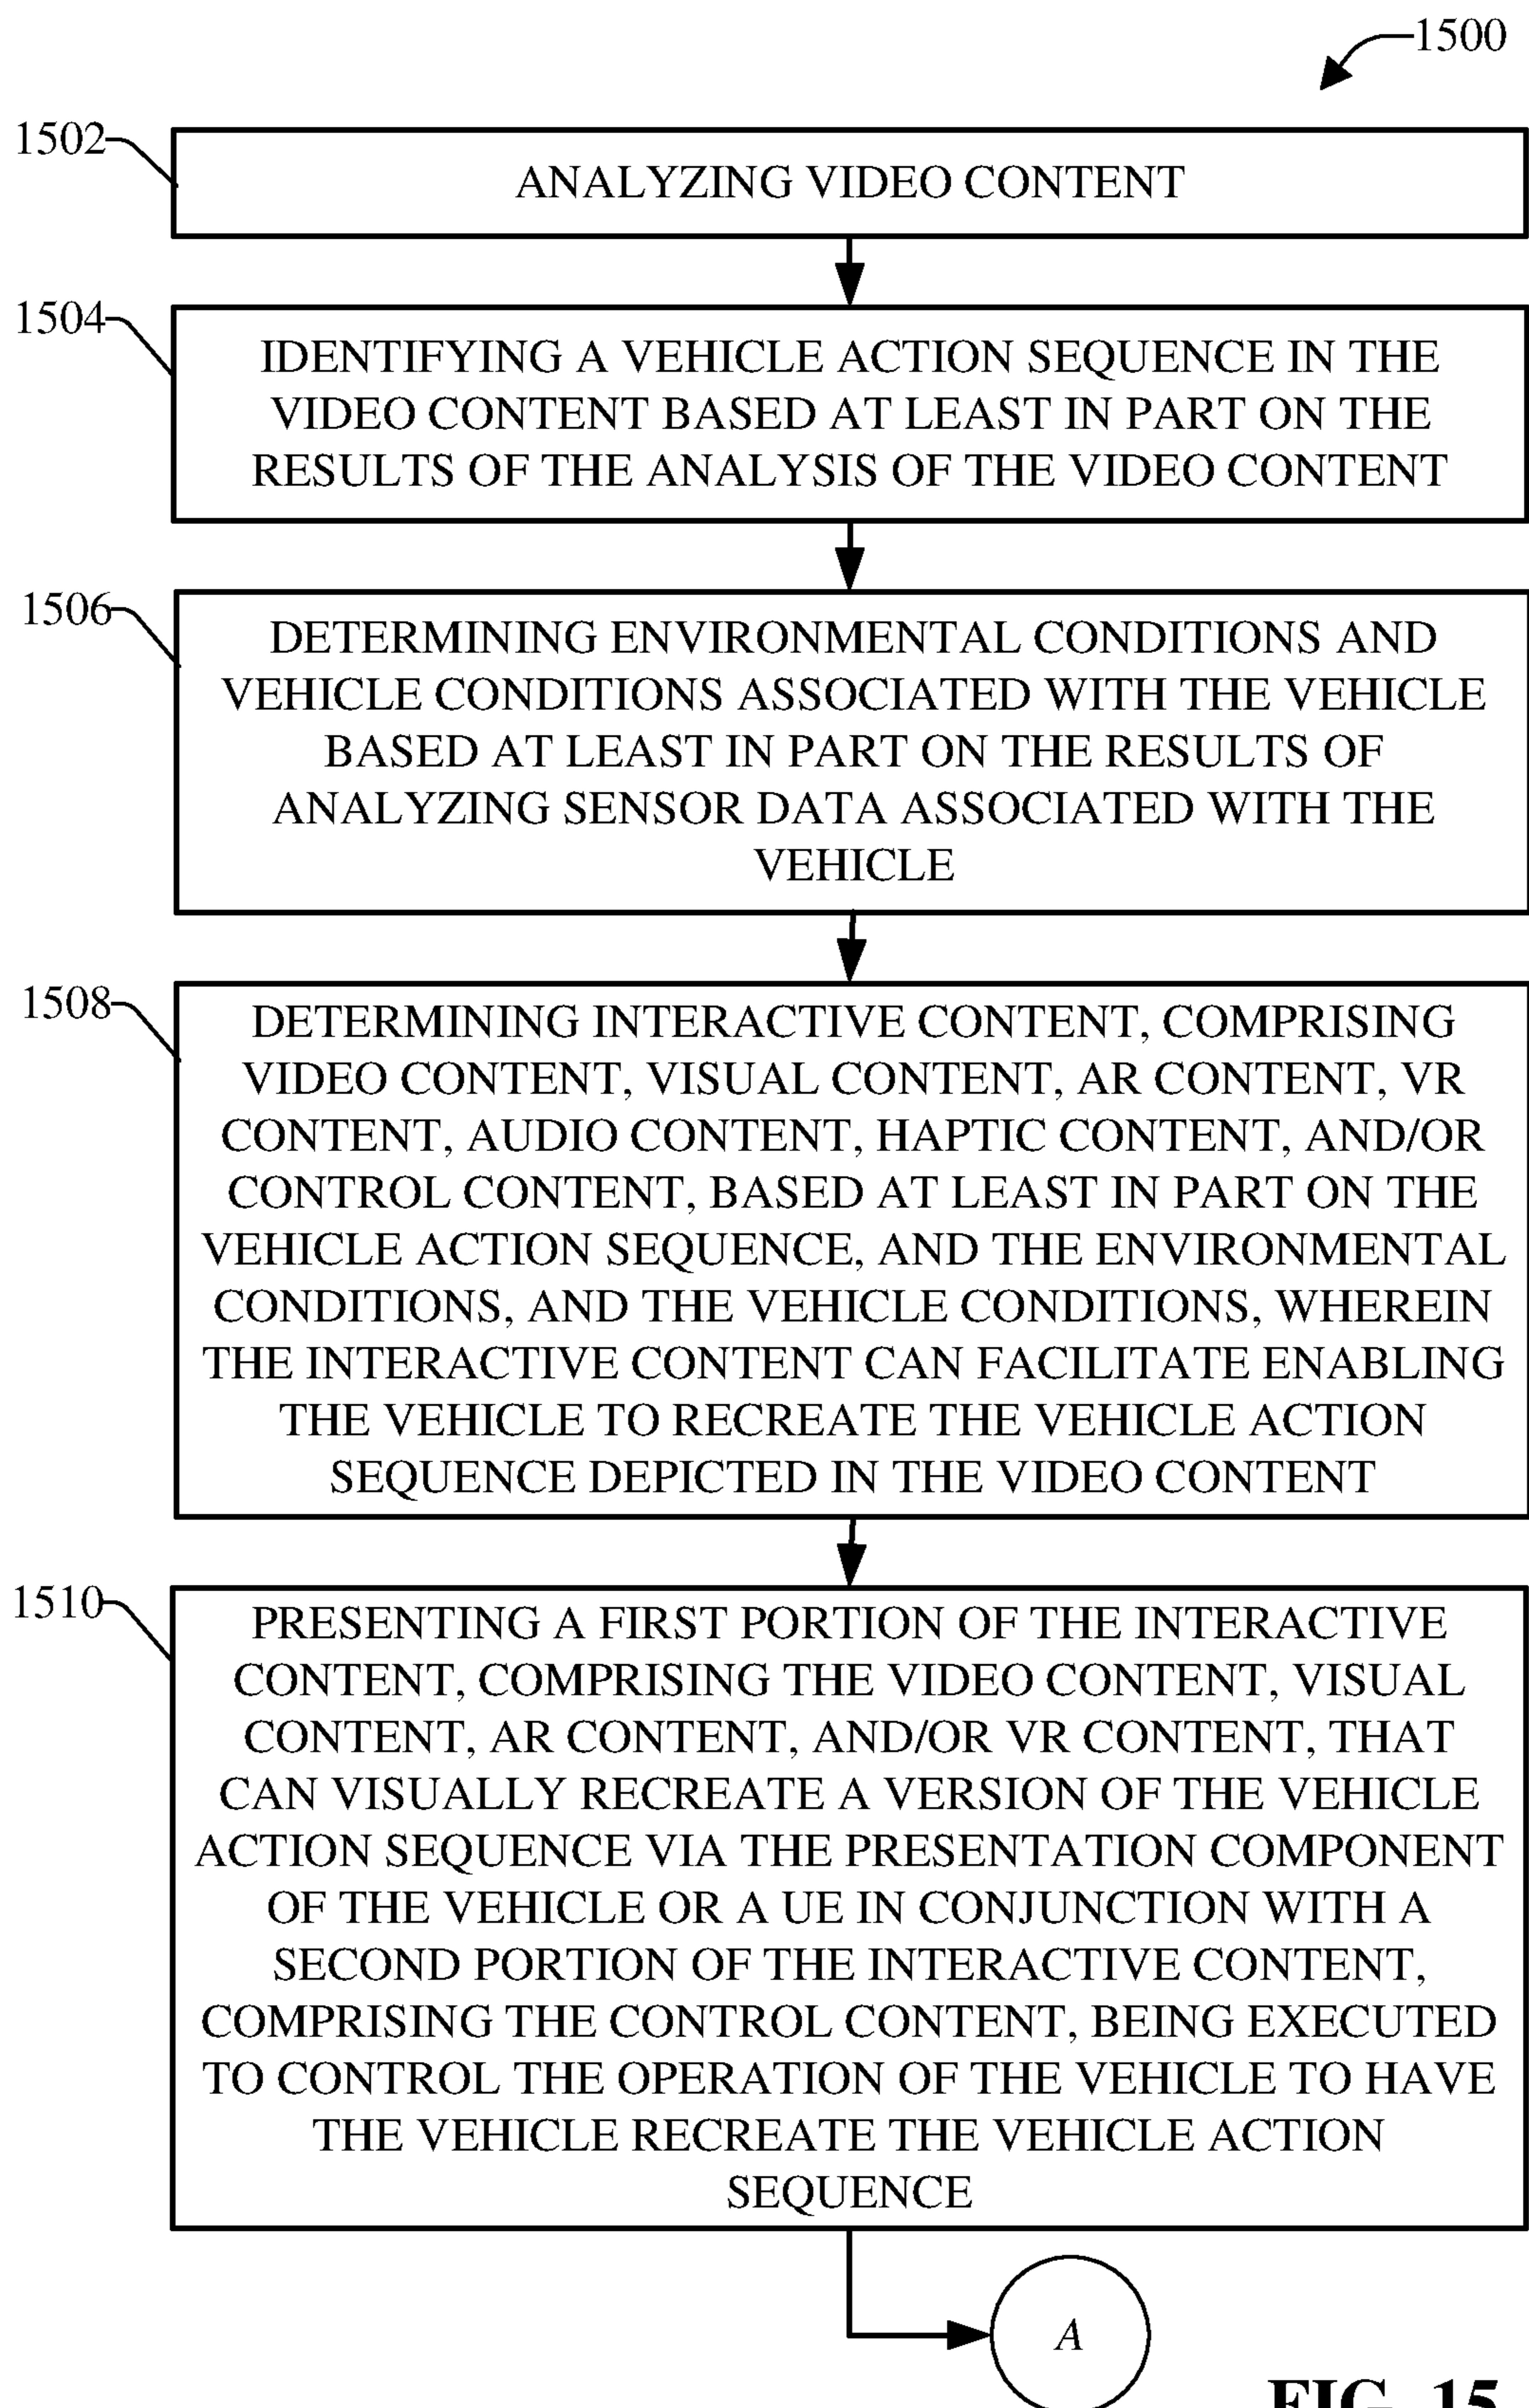 1500
1502
ANALYZING VIDEO CONTENT
1504
IDENTIFYING A VEHICLE ACTION SEQUENCE IN THE
VIDEO CONTENT BASED AT LEAST IN PART ON THE
RESULTS OF THE ANALYSIS OF THE VIDEO CONTENT
1506
DETERMINING ENVIRONMENTAL CONDITIONS AND
VEHICLE CONDITIONS ASSOCIATED WITH THE VEHICLE
BASED AT LEAST IN PART ON THE RESULTS OF
ANALYZING SENSOR DATA ASSOCIATED WITH THE
VEHICLE
1508
DETERMINING INTERACTIVE CONTENT, COMPRISING
VIDEO CONTENT, VISUAL CONTENT, AR CONTENT, VR
CONTENT, AUDIO CONTENT, HAPTIC CONTENT, AND/OR
CONTROL CONTENT, BASED AT LEAST IN PART ON THE
VEHICLE ACTION SEQUENCE, AND THE ENVIRONMENTAL
CONDITIONS, AND THE VEHICLE CONDITIONS, WHEREIN
THE INTERACTIVE CONTENT CAN FACILITATE ENABLING
THE VEHICLE TO RECREATE THE VEHICLE ACTION
SEQUENCE DEPICTED IN THE VIDEO CONTENT
1510
PRESENTING A FIRST PORTION OF THE INTERACTIVE
CONTENT, COMPRISING THE VIDEO CONTENT, VISUAL
CONTENT, AR CONTENT, AND/OR VR CONTENT, THAT
CAN VISUALLY RECREATE A VERSION OF THE VEHICLE
ACTION SEQUENCE VIA THE PRESENTATION COMPONENT
OF THE VEHICLE OR A UE IN CONJUNCTION WITH A
SECOND PORTION OF THE INTERACTIVE CONTENT,
COMPRISING THE CONTROL CONTENT, BEING EXECUTED
TO CONTROL THE OPERATION OF THE VEHICLE TO HAVE
THE VEHICLE RECREATE THE VEHICLE ACTION
SEQUENCE
A
FIG. 15